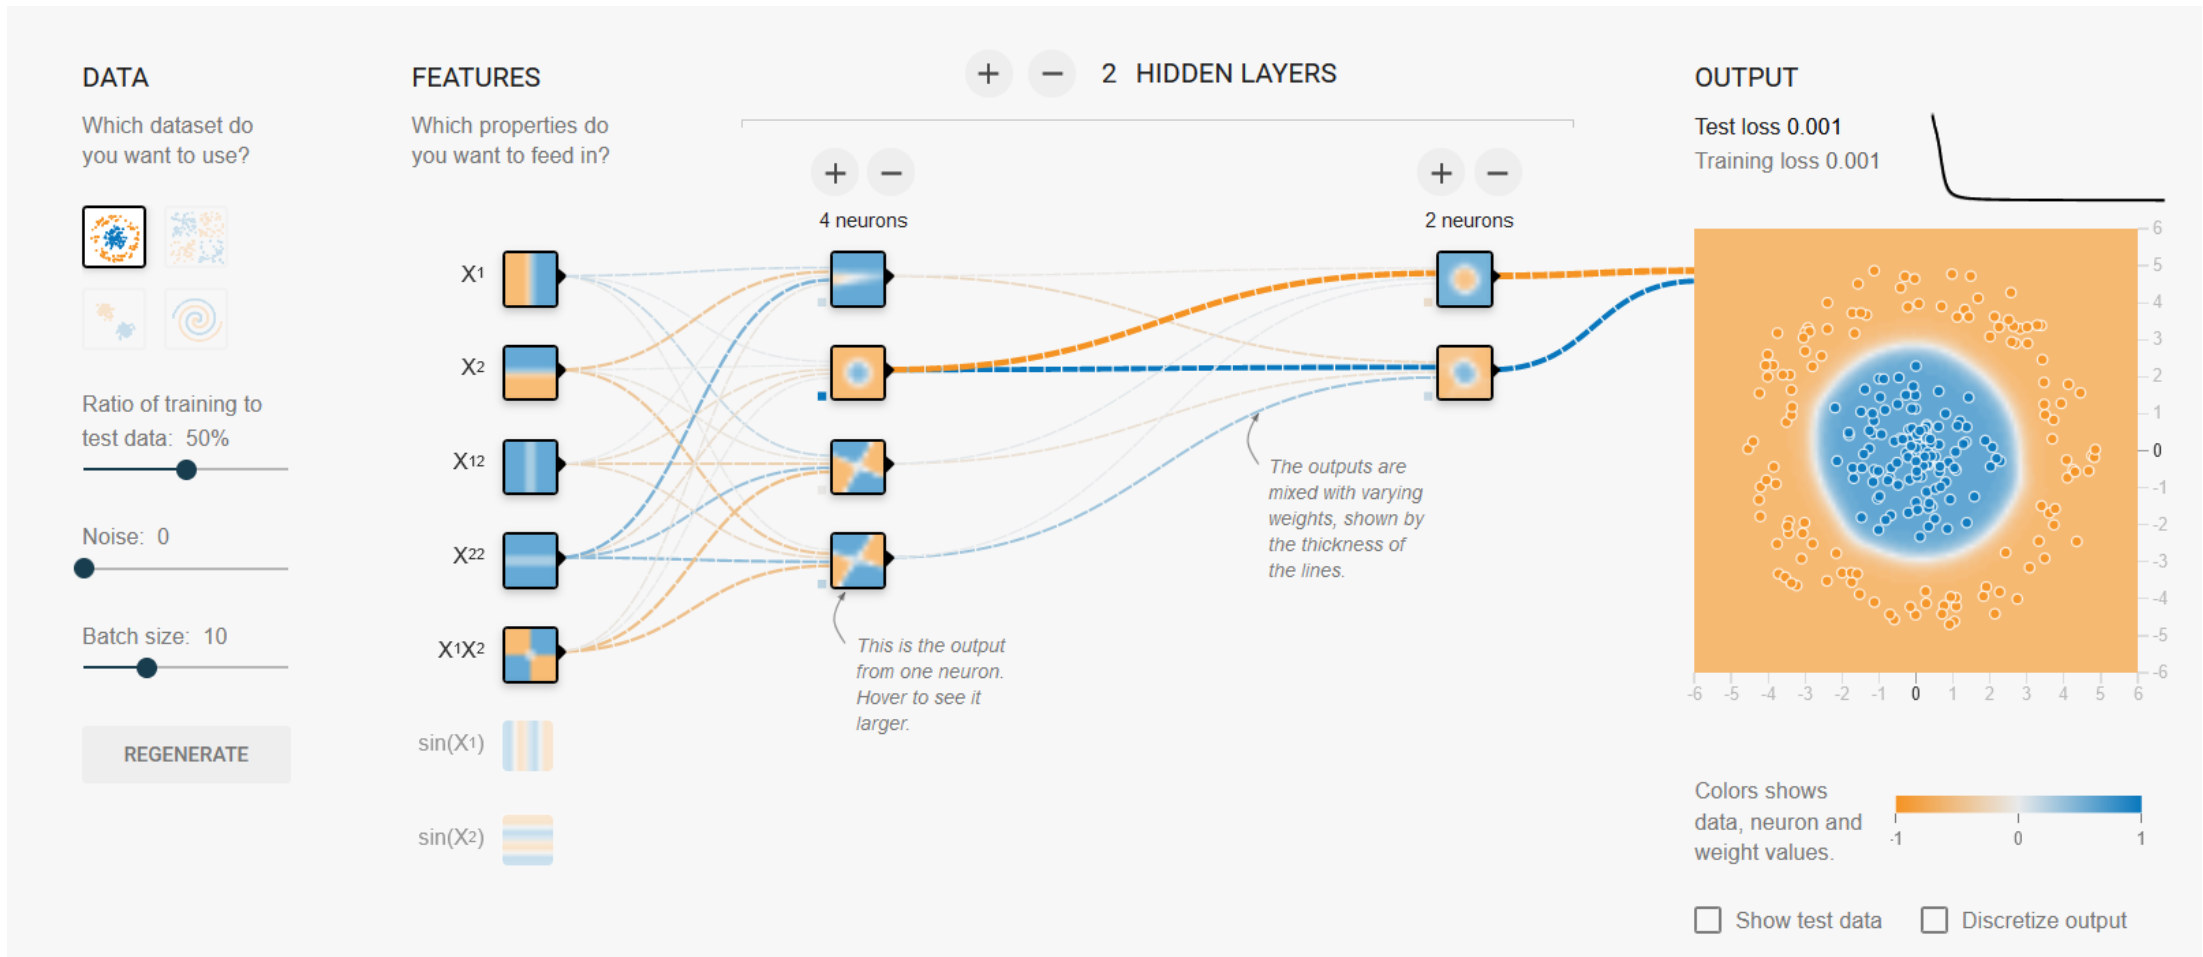 DATA
Which dataset do
you want to use?
Ratio of training to
test data: 50%
Noise: 0
Batch size: 10
REGENERATE
FEATURES
Which properties do
you want to feed in?
X1
X2
X12
X22
X1X2
sin(X1)
sin(X2)
+ − 2 HIDDEN LAYERS
+ −
4 neurons
+ −
2 neurons
This is the output
from one neuron.
Hover to see it
larger.
The outputs are
mixed with varying
weights, shown by
the thickness of
the lines.
OUTPUT
Test loss 0.001
Training loss 0.001
6
5
4
3
2
1
0
-1
-2
-3
-4
-5
-6
-6 -5 -4 -3 -2 -1 0 1 2 3 4 5 6
Colors shows
data, neuron and
weight values.
-1 0 1
Show test data
Discretize output